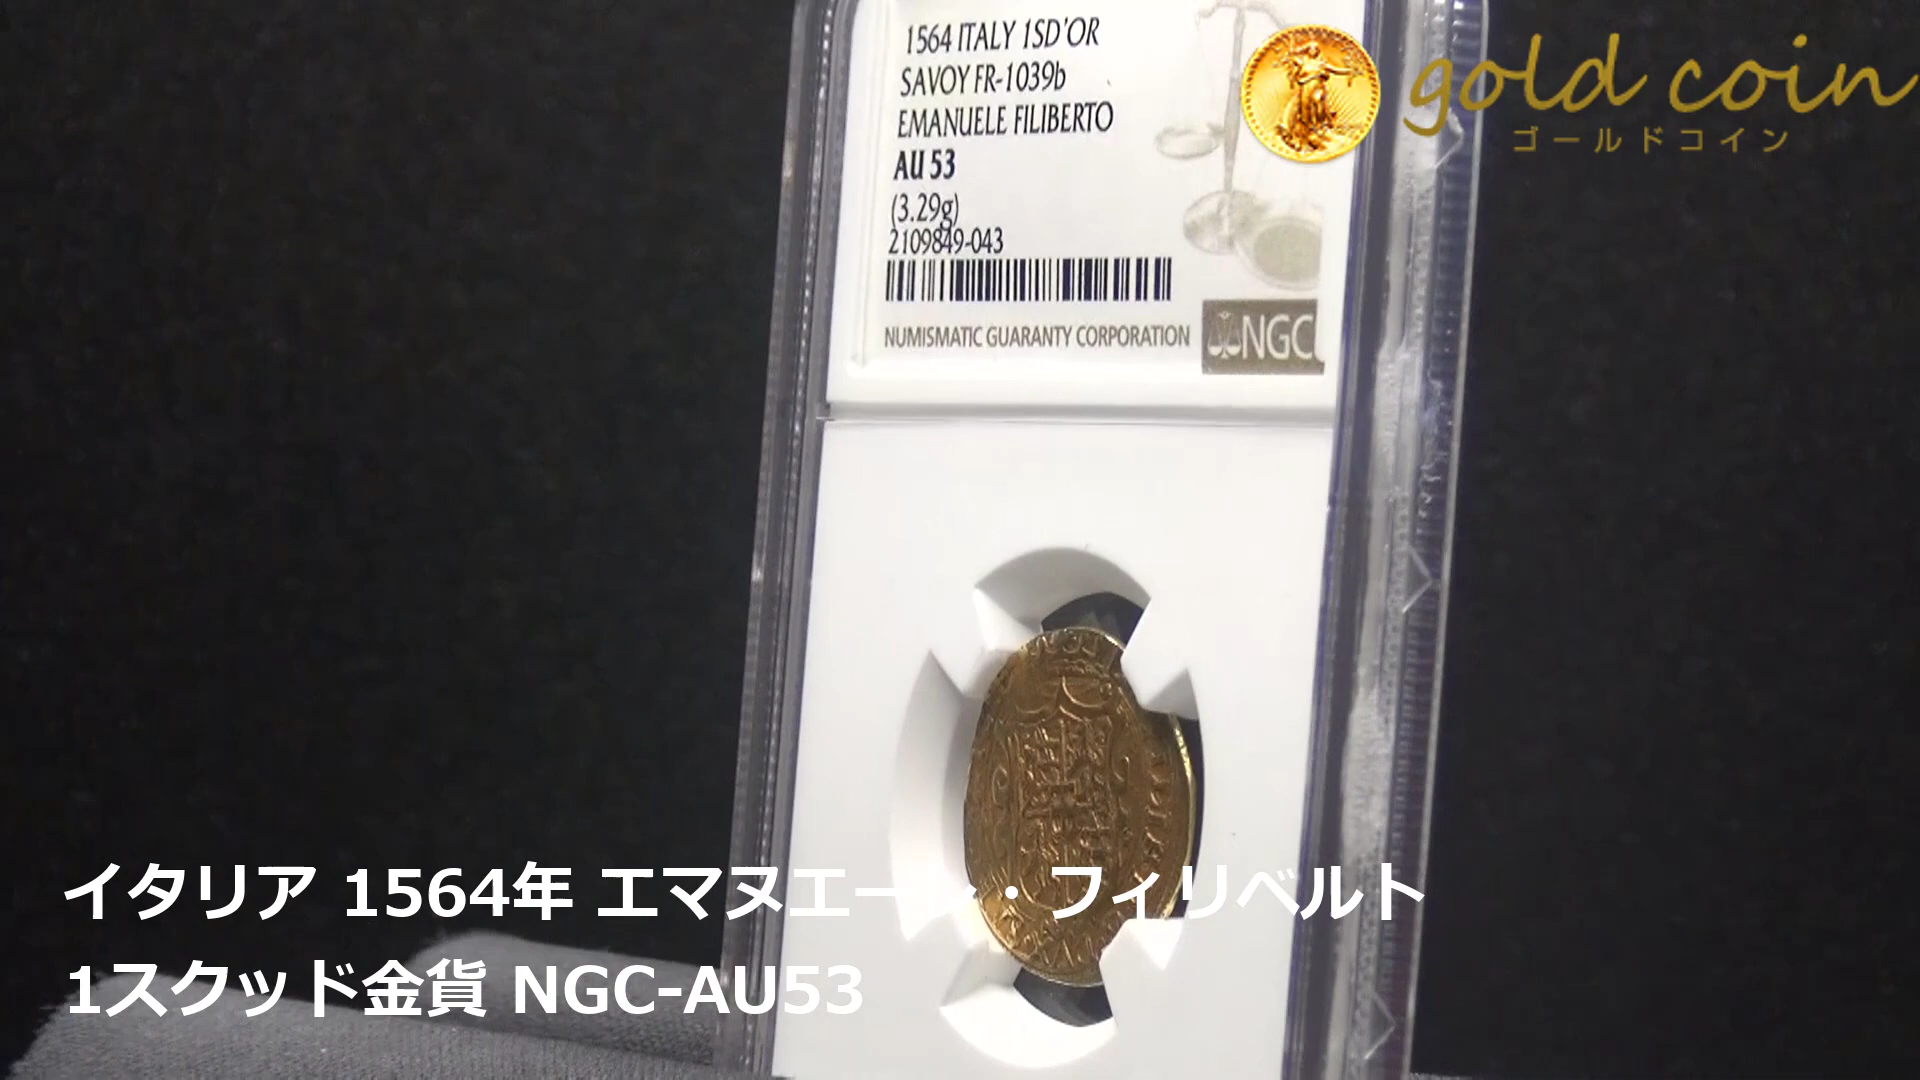 1564 ITALY 1SD'OR
SAVOY FR-1039b
EMANUELE FILIBERTO
AU 53
(3.29g)
2109849-043
NUMISMATIC GUARANTY CORPORATION
NGC
gold coin
ゴールドコイン
イタリア 1564年 エマヌエーレ・フィリベルト
1スクッド金貨 NGC-AU53